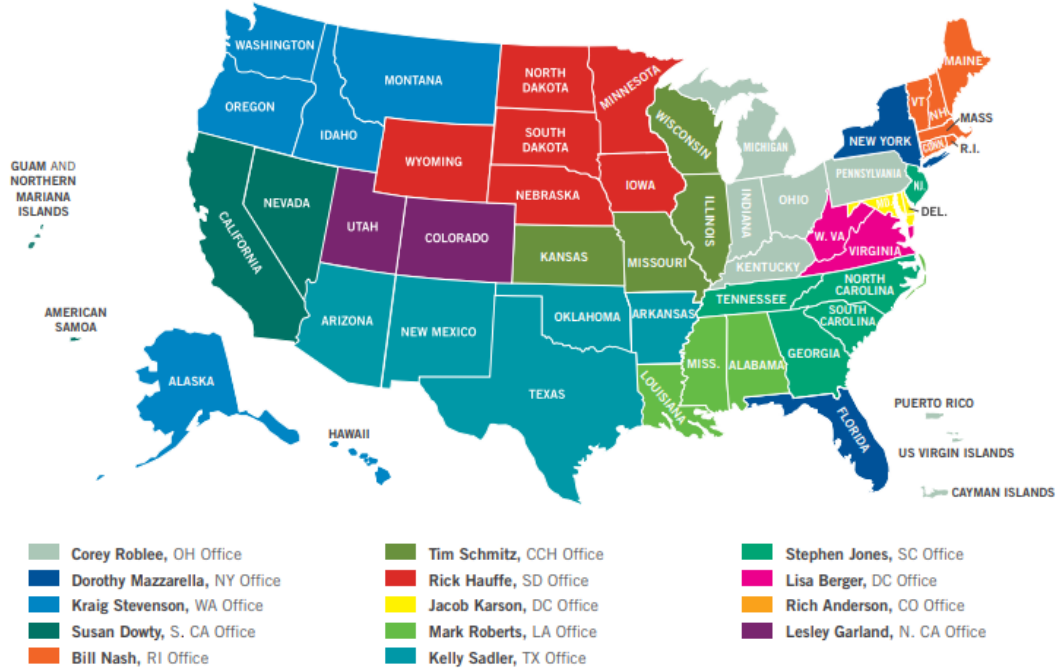 WASHINGTON
OREGON
IDAHO
MONTANA
NORTH
DAKOTA
MINNESOTA
SOUTH
DAKOTA
WYOMING
NEBRASKA
IOWA
WISCONSIN
MICHIGAN
NEW YORK
VT
NH
MAINE
MASS
R.I.
CONN
PENNSYLVANIA
NJ.
MD
DEL.
GUAM AND
NORTHERN
MARIANA
ISLANDS
NEVADA
CALIFORNIA
UTAH
COLORADO
KANSAS
MISSOURI
ILLINOIS
INDIANA
OHIO
W. VA
VIRGINIA
KENTUCKY
TENNESSEE
NORTH
CAROLINA
SOUTH
CAROLINA
GEORGIA
AMERICAN
SAMOA
ARIZONA
NEW MEXICO
OKLAHOMA
ARKANSAS
TEXAS
LOUISIANA
MISS.
ALABAMA
FLORIDA
ALASKA
HAWAII
PUERTO RICO
US VIRGIN ISLANDS
CAYMAN ISLANDS
Corey Roblee, OH Office
Dorothy Mazzarella, NY Office
Kraig Stevenson, WA Office
Susan Dowty, S. CA Office
Bill Nash, RI Office
Tim Schmitz, CCH Office
Rick Hauffe, SD Office
Jacob Karson, DC Office
Mark Roberts, LA Office
Kelly Sadler, TX Office
Stephen Jones, SC Office
Lisa Berger, DC Office
Rich Anderson, CO Office
Lesley Garland, N. CA Office